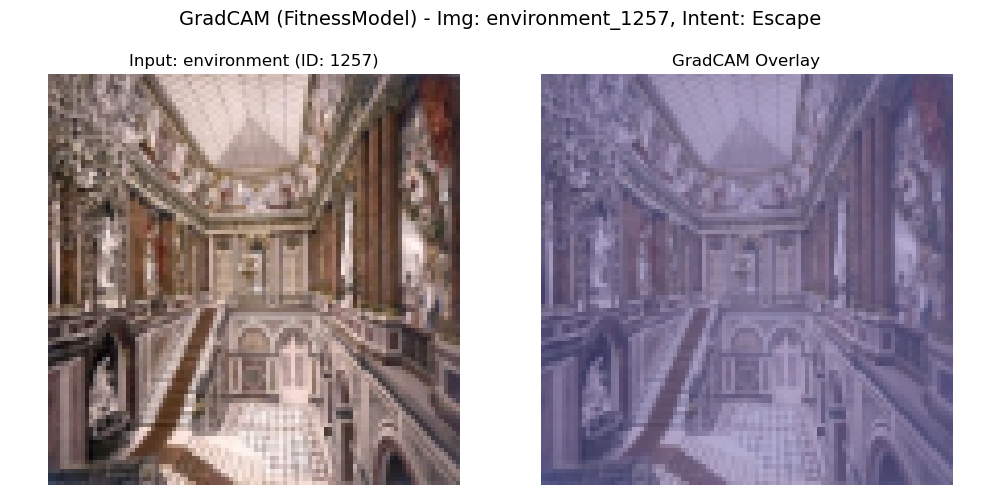 GradCAM (FitnessModel) - Img: environment_1257, Intent: Escape
Input: environment (ID: 1257)
GradCAM Overlay